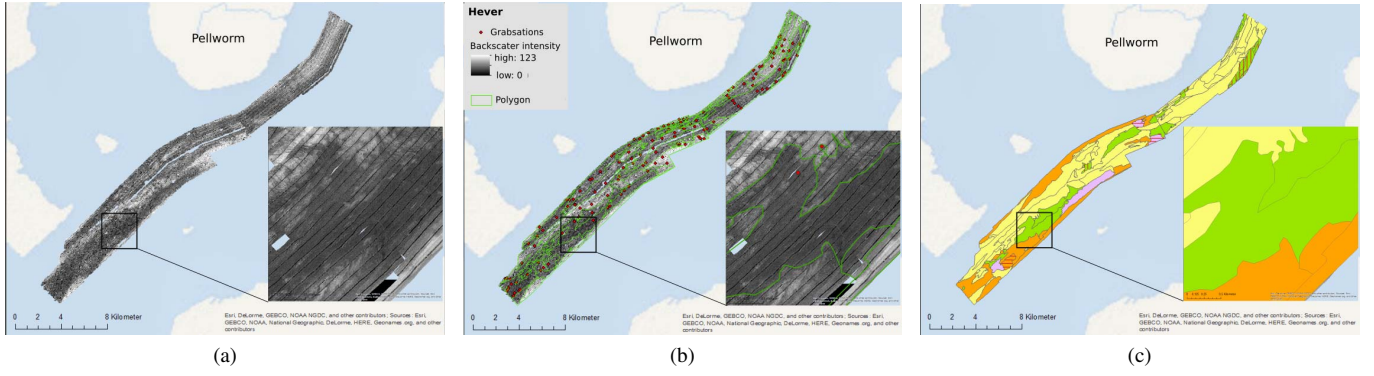 Pellworm
0 2 4 8 Kilometer
Esri, DeLorme, GEBCO, NOAA NGDC, and other contributors; Sources: Esri,
GEBCO, NOAA, National Geographic, DeLorme, HERE, Geonames.org, and other
contributors
(a)
Hever
Grabsations
Backscater intensity
high: 123
low: 0
Polygon
Pellworm
0 2 4 8 Kilometer
Esri, DeLorme, GEBCO, NOAA NGDC, and other contributors; Sources: Esri,
GEBCO, NOAA, National Geographic, DeLorme, HERE, Geonames.org, and other
contributors
(b)
Pellworm
0 2 4 8 Kilometer
Esri, DeLorme, GEBCO, NOAA NGDC, and other contributors; Sources: Esri,
GEBCO, NOAA, National Geographic, DeLorme, HERE, Geonames.org, and other
contributors
(c)